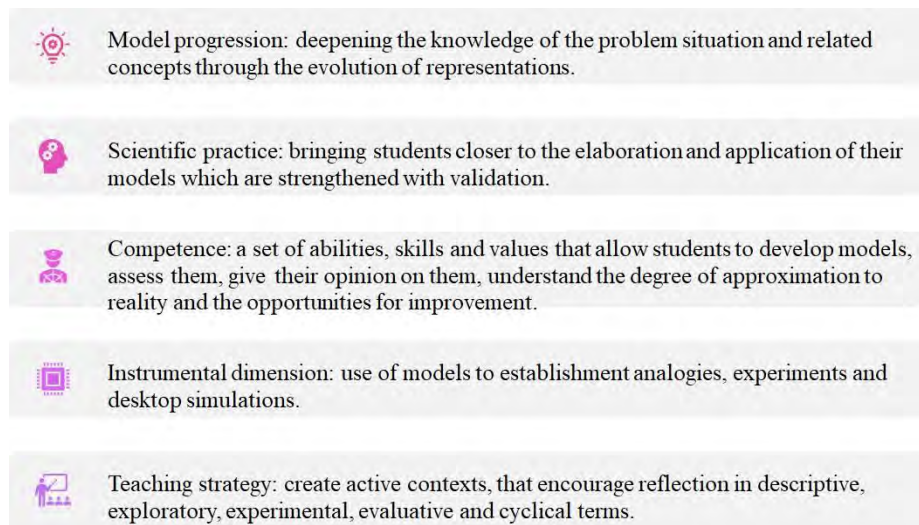 Model progression: deepening the knowledge of the problem situation and related
concepts through the evolution of representations.
Scientific practice: bringing students closer to the elaboration and application of their
models which are strengthened with validation.
Competence: a set of abilities, skills and values that allow students to develop models,
assess them, give their opinion on them, understand the degree of approximation to
reality and the opportunities for improvement.
Instrumental dimension: use of models to establishment analogies, experiments and
desktop simulations.
Teaching strategy: create active contexts, that encourage reflection in descriptive,
exploratory, experimental, evaluative and cyclical terms.